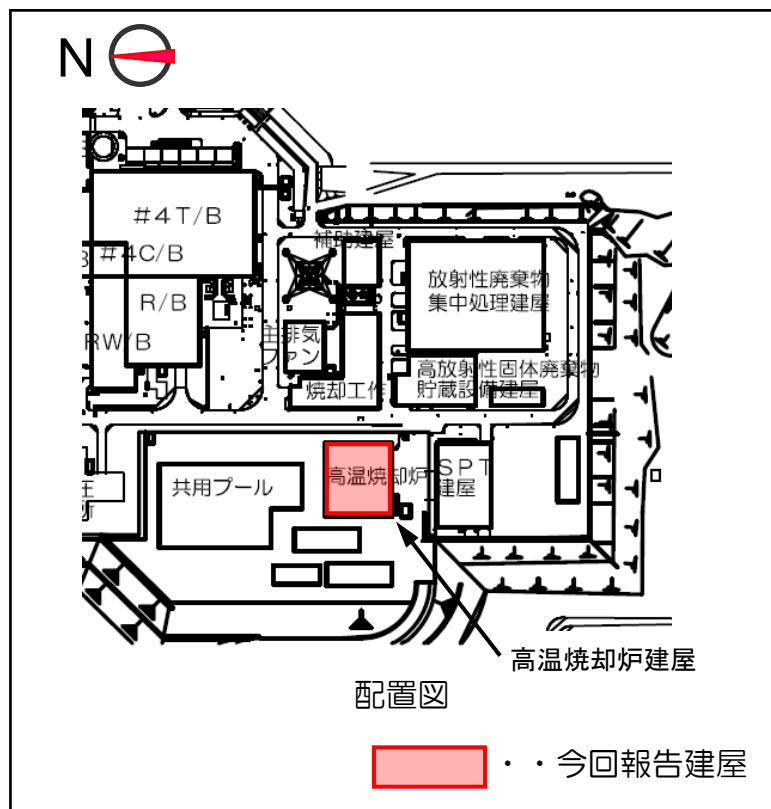 N
#4T/B
#4C/B
R/B
RW/B
補助建屋
主排気
ファン
焼却工作
放射性廃棄物
集中処理建屋
高放射性固体廃棄物
貯蔵設備建屋
共用プール
高温焼却炉
SPT
建屋
高温焼却炉建屋
配置図
・・今回報告建屋